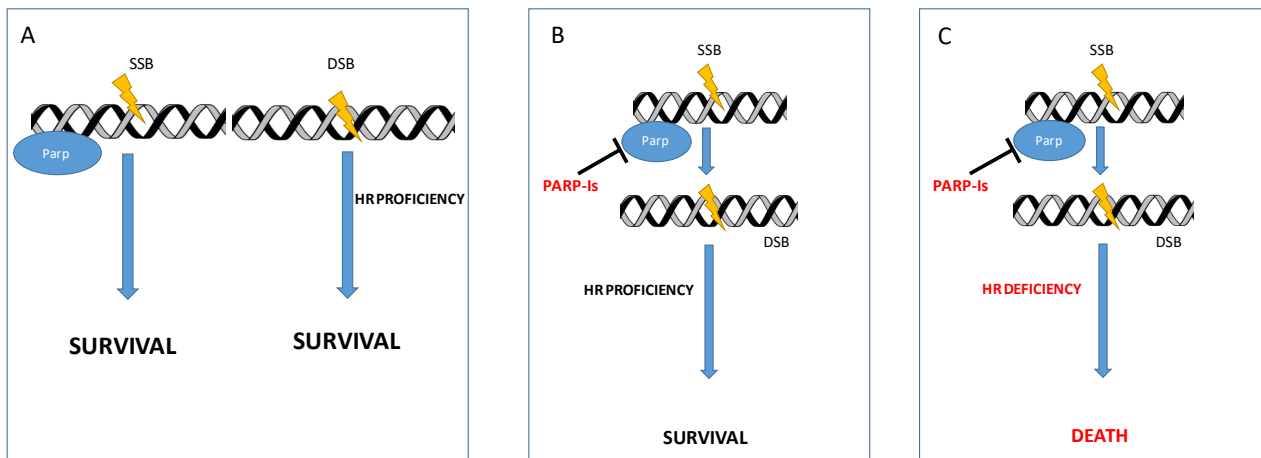 A
SSB
DSB
Parp
HR PROFICIENCY
SURVIVAL
SURVIVAL
B
SSB
Parp
PARP-Is
DSB
HR PROFICIENCY
SURVIVAL
C
SSB
Parp
PARP-Is
DSB
HR DEFICIENCY
DEATH